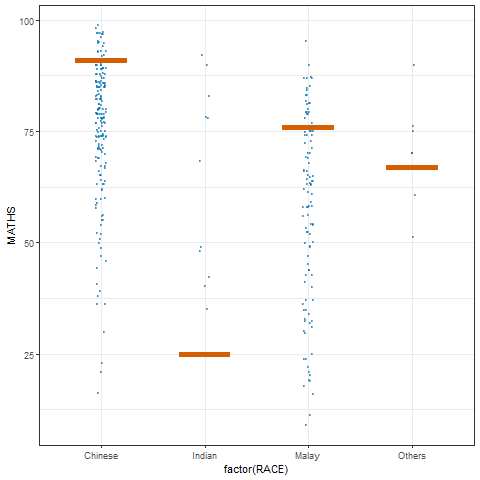 100
75
50
25
MATHS
Chinese
Indian
Malay
Others
factor(RACE)